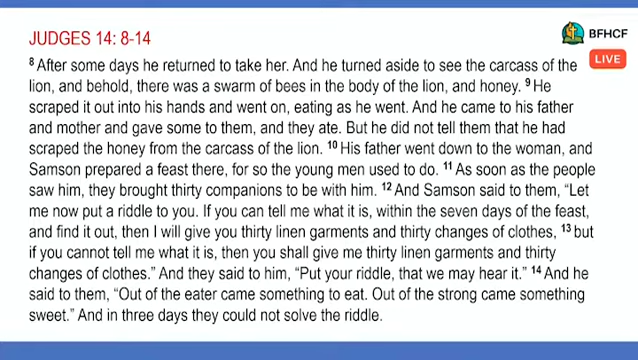 JUDGES 14: 8-14
BFHCF
LIVE
8 After some days he returned to take her. And he turned aside to see the carcass of the
lion, and behold, there was a swarm of bees in the body of the lion, and honey. 9 He
scraped it out into his hands and went on, eating as he went. And he came to his father
and mother and gave some to them, and they ate. But he did not tell them that he had
scraped the honey from the carcass of the lion. 10 His father went down to the woman, and
Samson prepared a feast there, for so the young men used to do. 11 As soon as the people
saw him, they brought thirty companions to be with him. 12 And Samson said to them, “Let
me now put a riddle to you. If you can tell me what it is, within the seven days of the feast,
and find it out, then I will give you thirty linen garments and thirty changes of clothes, 13 but
if you cannot tell me what it is, then you shall give me thirty linen garments and thirty
changes of clothes.” And they said to him, “Put your riddle, that we may hear it.” 14 And he
said to them, “Out of the eater came something to eat. Out of the strong came something
sweet.” And in three days they could not solve the riddle.